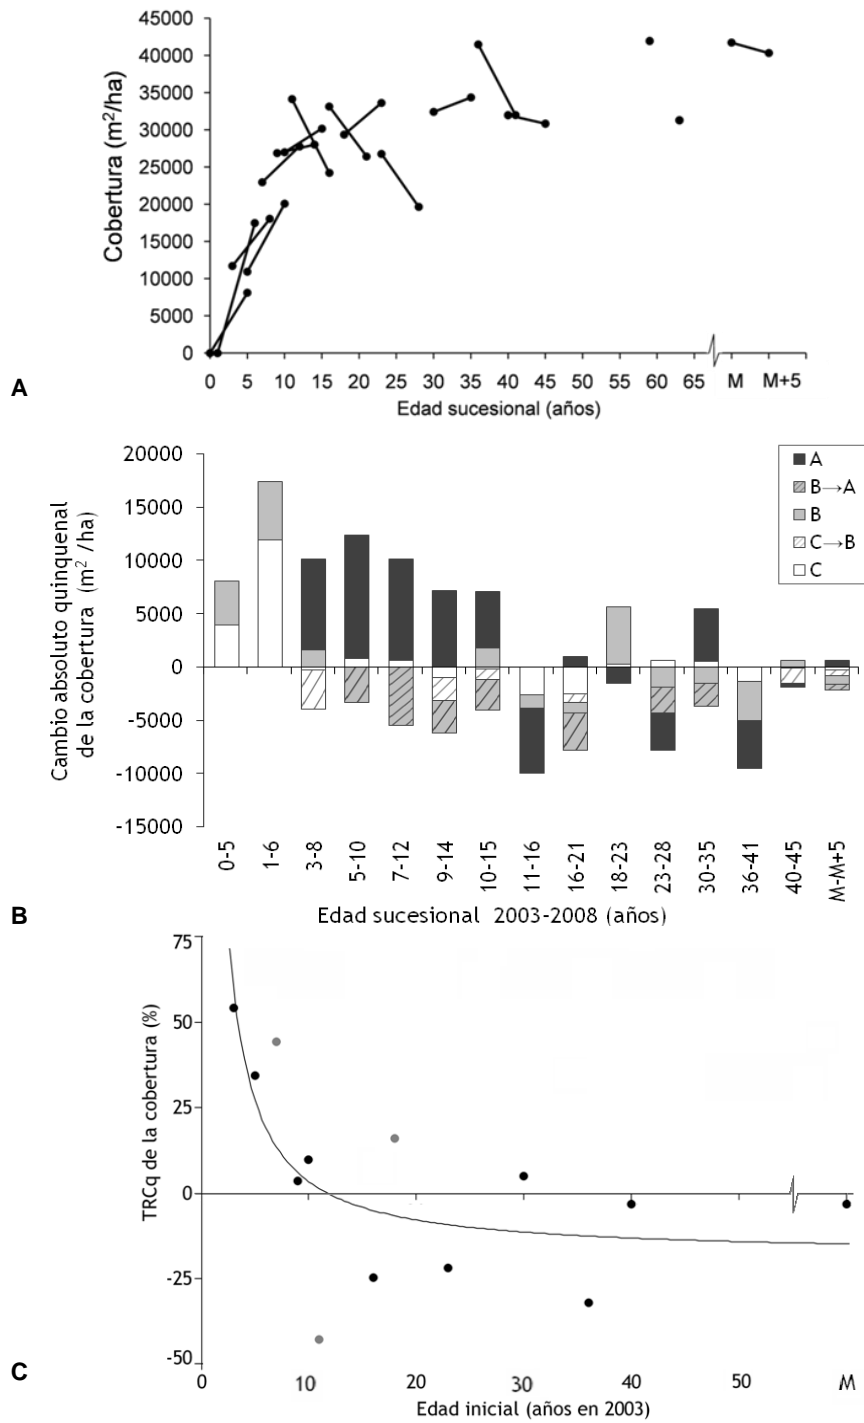 45000
40000
35000
30000
25000
20000
15000
10000
5000
0
Cobertura (m²/ha)
0 5 10 15 20 25 30 35 40 45 50 55 60 65 M M+5
Edad sucesional (años)
A
20000
15000
10000
5000
0
-5000
-10000
-15000
Cambio absoluto quinquenal
de la cobertura (m² /ha)
A
B→A
B
C→B
C
0-5 1-6 3-8 5-10 7-12 9-14 10-15 11-16 16-21 18-23 23-28 30-35 36-41 40-45 M-M+5
Edad sucesional 2003-2008 (años)
B
75
50
25
0
-25
-50
TRCq de la cobertura (%)
0 10 20 30 40 50 M
Edad inicial (años en 2003)
C